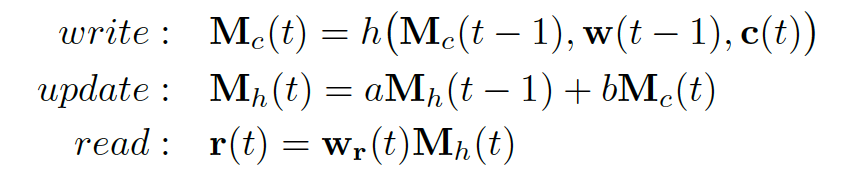 write : M_c(t) = h(M_c(t − 1), w(t − 1), c(t))
update : M_h(t) = aM_h(t − 1) + bM_c(t)
read : r(t) = w_r(t)M_h(t)